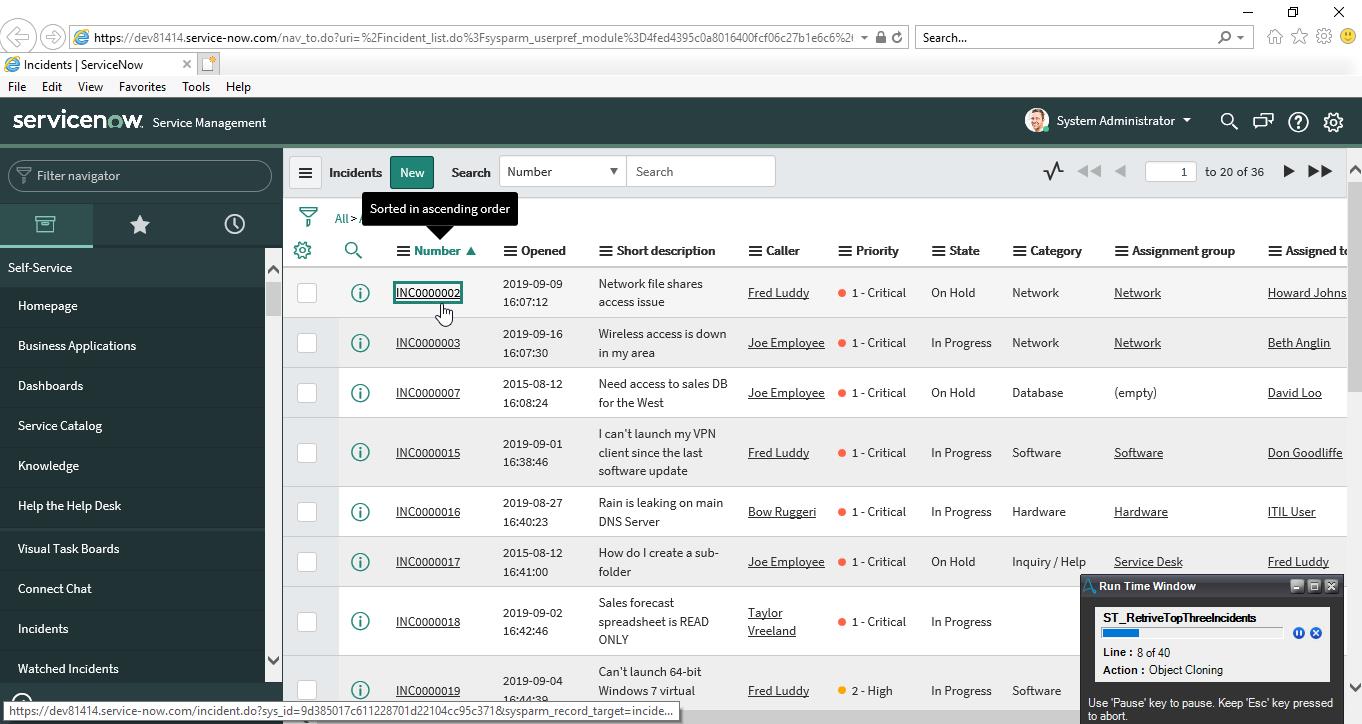 https://dev81414.service-now.com/nav_to.do?uri=%2Fincident_list.do%3Fsysparm_userpref_module%3D4fed4395c0a8016400fcf06c27b1e6c6%2
Search...
Incidents | ServiceNow
File Edit View Favorites Tools Help
servicenow. Service Management
System Administrator
Filter navigator
Incidents New Search Number Search
1 to 20 of 36
Sorted in ascending order
All >
Self-Service
Homepage
Business Applications
Dashboards
Service Catalog
Knowledge
Help the Help Desk
Visual Task Boards
Connect Chat
Incidents
Watched Incidents
Number Opened Short description Caller Priority State Category Assignment group Assigned to
INC0000002 2019-09-09 16:07:12 Network file shares access issue Fred Luddy 1 - Critical On Hold Network Network Howard Johns
INC0000003 2019-09-16 16:07:30 Wireless access is down in my area Joe Employee 1 - Critical In Progress Network Network Beth Anglin
INC0000007 2015-08-12 16:08:24 Need access to sales DB for the West Joe Employee 1 - Critical On Hold Database (empty) David Loo
INC0000015 2019-09-01 16:38:46 I can't launch my VPN client since the last software update Fred Luddy 1 - Critical In Progress Software Software Don Goodliffe
INC0000016 2019-08-27 16:40:23 Rain is leaking on main DNS Server Bow Ruggeri 1 - Critical In Progress Hardware Hardware ITIL User
INC0000017 2015-08-12 16:41:00 How do I create a sub-folder Joe Employee 1 - Critical On Hold Inquiry / Help Service Desk Fred Luddy
INC0000018 2019-09-02 16:42:46 Sales forecast spreadsheet is READ ONLY Taylor Vreeland 1 - Critical In Progress
INC0000019 2019-09-04 16:44:39 Can't launch 64-bit Windows 7 virtual Fred Luddy 2 - High In Progress Software
Run Time Window
ST_RetriveTopThreeIncidents
Line : 8 of 40
Action : Object Cloning
Use 'Pause' key to pause. Keep 'Esc' key pressed
to abort.
https://dev81414.service-now.com/incident.do?sys_id=9d385017c611228701d22104cc95c371&sysparm_record_target=incide...